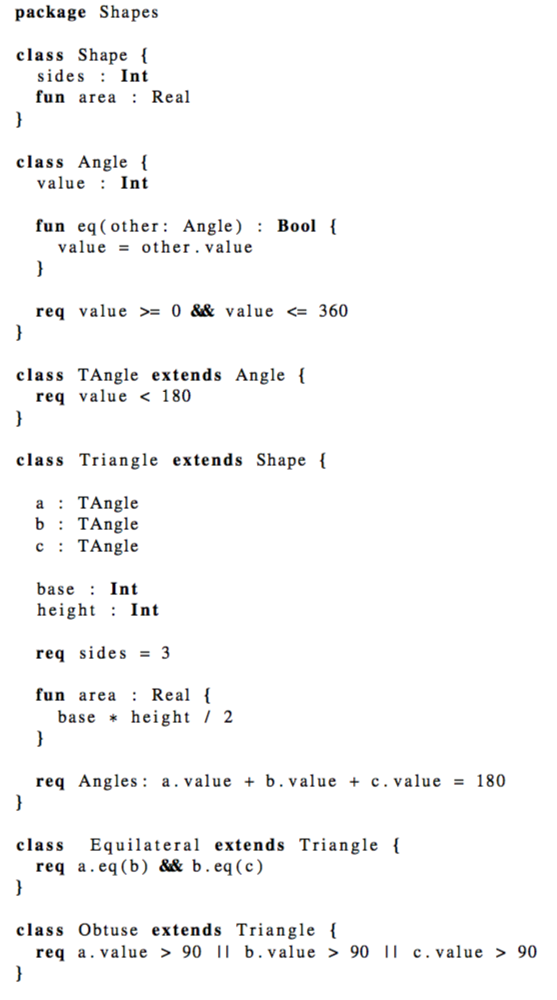 package Shapes
class Shape {
sides : Int
fun area : Real
}
class Angle {
value : Int
fun eq(other: Angle) : Bool {
value = other.value
}
req value >= 0 && value <= 360
}
class TAngle extends Angle {
req value < 180
}
class Triangle extends Shape {
a : TAngle
b : TAngle
c : TAngle
base : Int
height : Int
req sides = 3
fun area : Real {
base * height / 2
}
req Angles: a.value + b.value + c.value = 180
}
class Equilateral extends Triangle {
req a.eq(b) && b.eq(c)
}
class Obtuse extends Triangle {
req a.value > 90 || b.value > 90 || c.value > 90
}